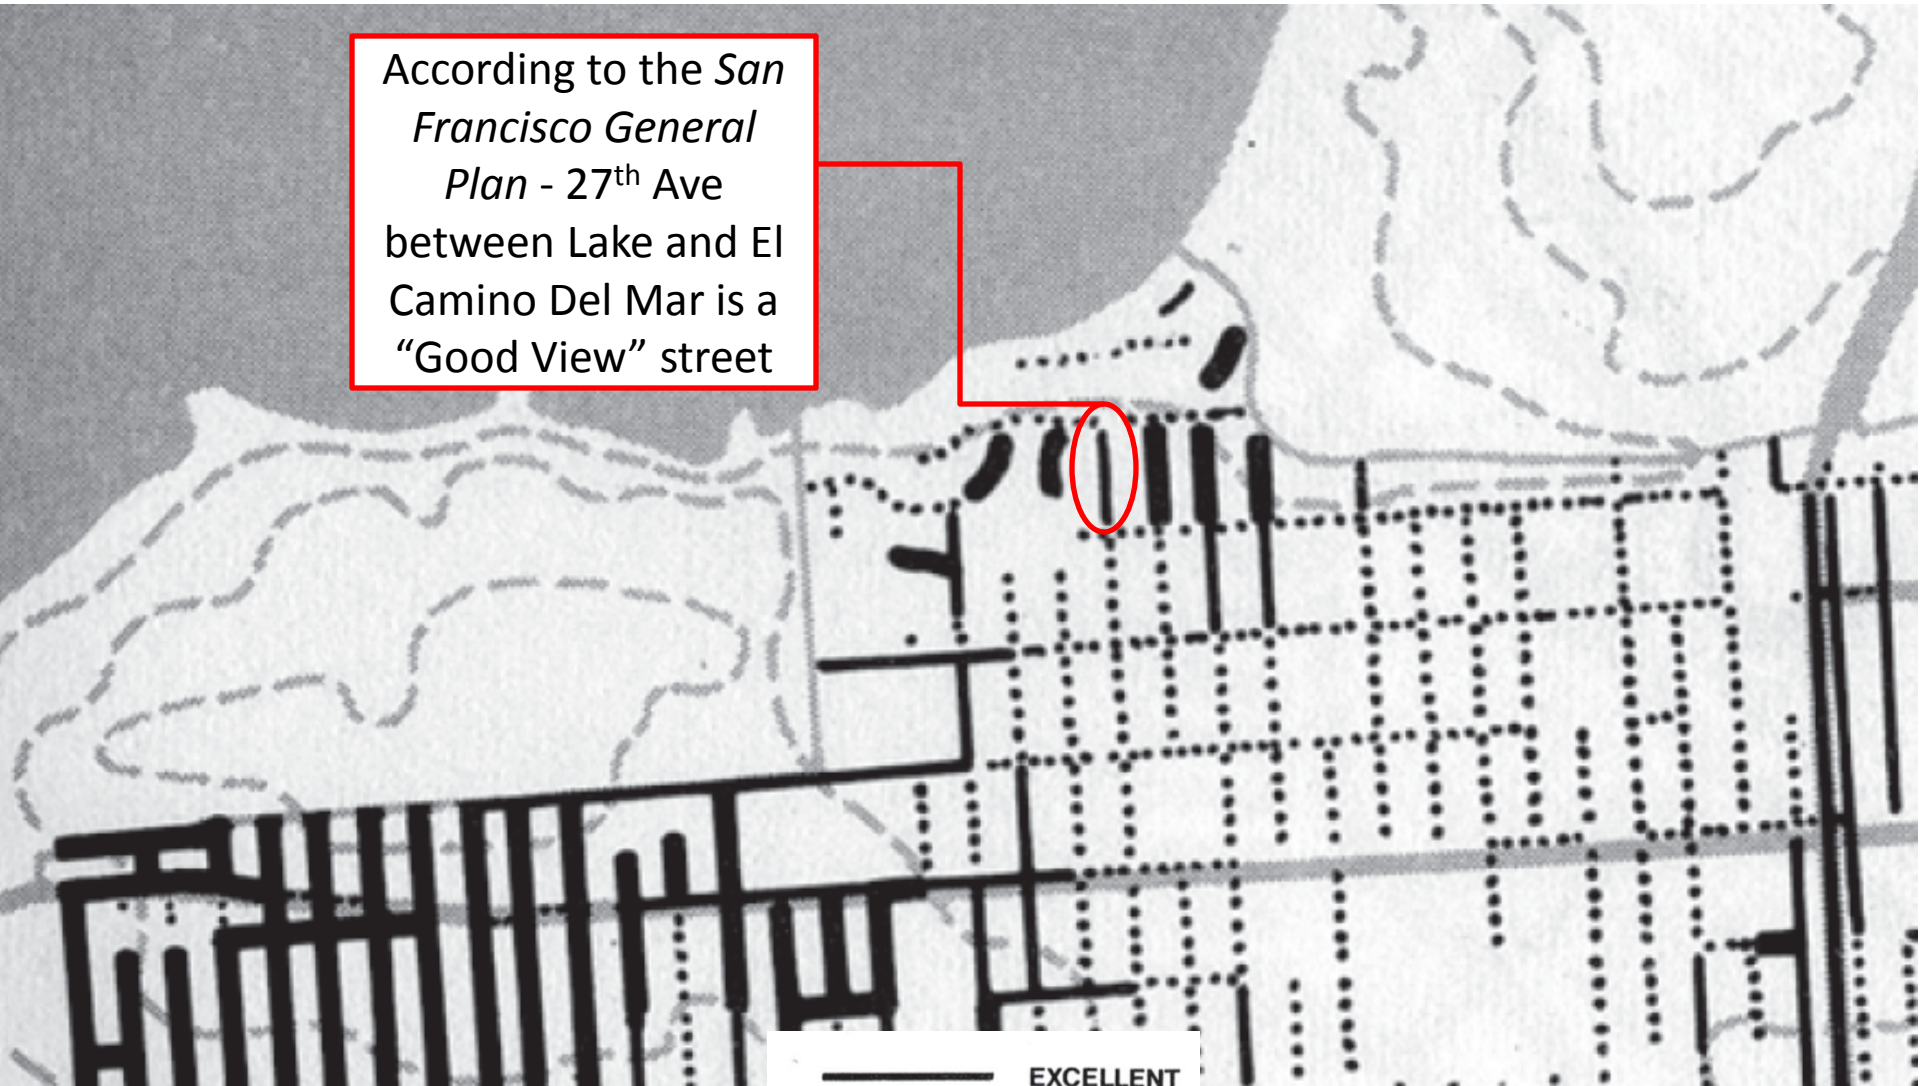 According to the San
Francisco General
Plan - 27th Ave
between Lake and El
Camino Del Mar is a
“Good View” street
EXCELLENT